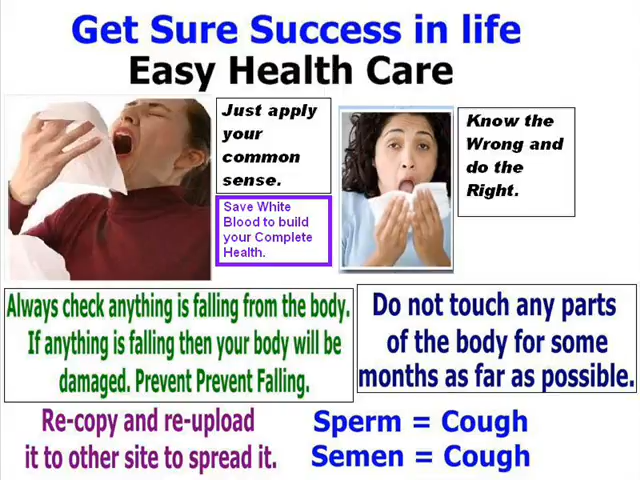 Get Sure Success in life
Easy Health Care
Just apply
your
common
sense.
Save White
Blood to build
your Complete
Health.
Know the
Wrong and
do the
Right.
Always check anything is falling from the body.
If anything is falling then your body will be
damaged. Prevent Prevent Falling.
Do not touch any parts
of the body for some
months as far as possible.
Re-copy and re-upload
it to other site to spread it.
Sperm = Cough
Semen = Cough